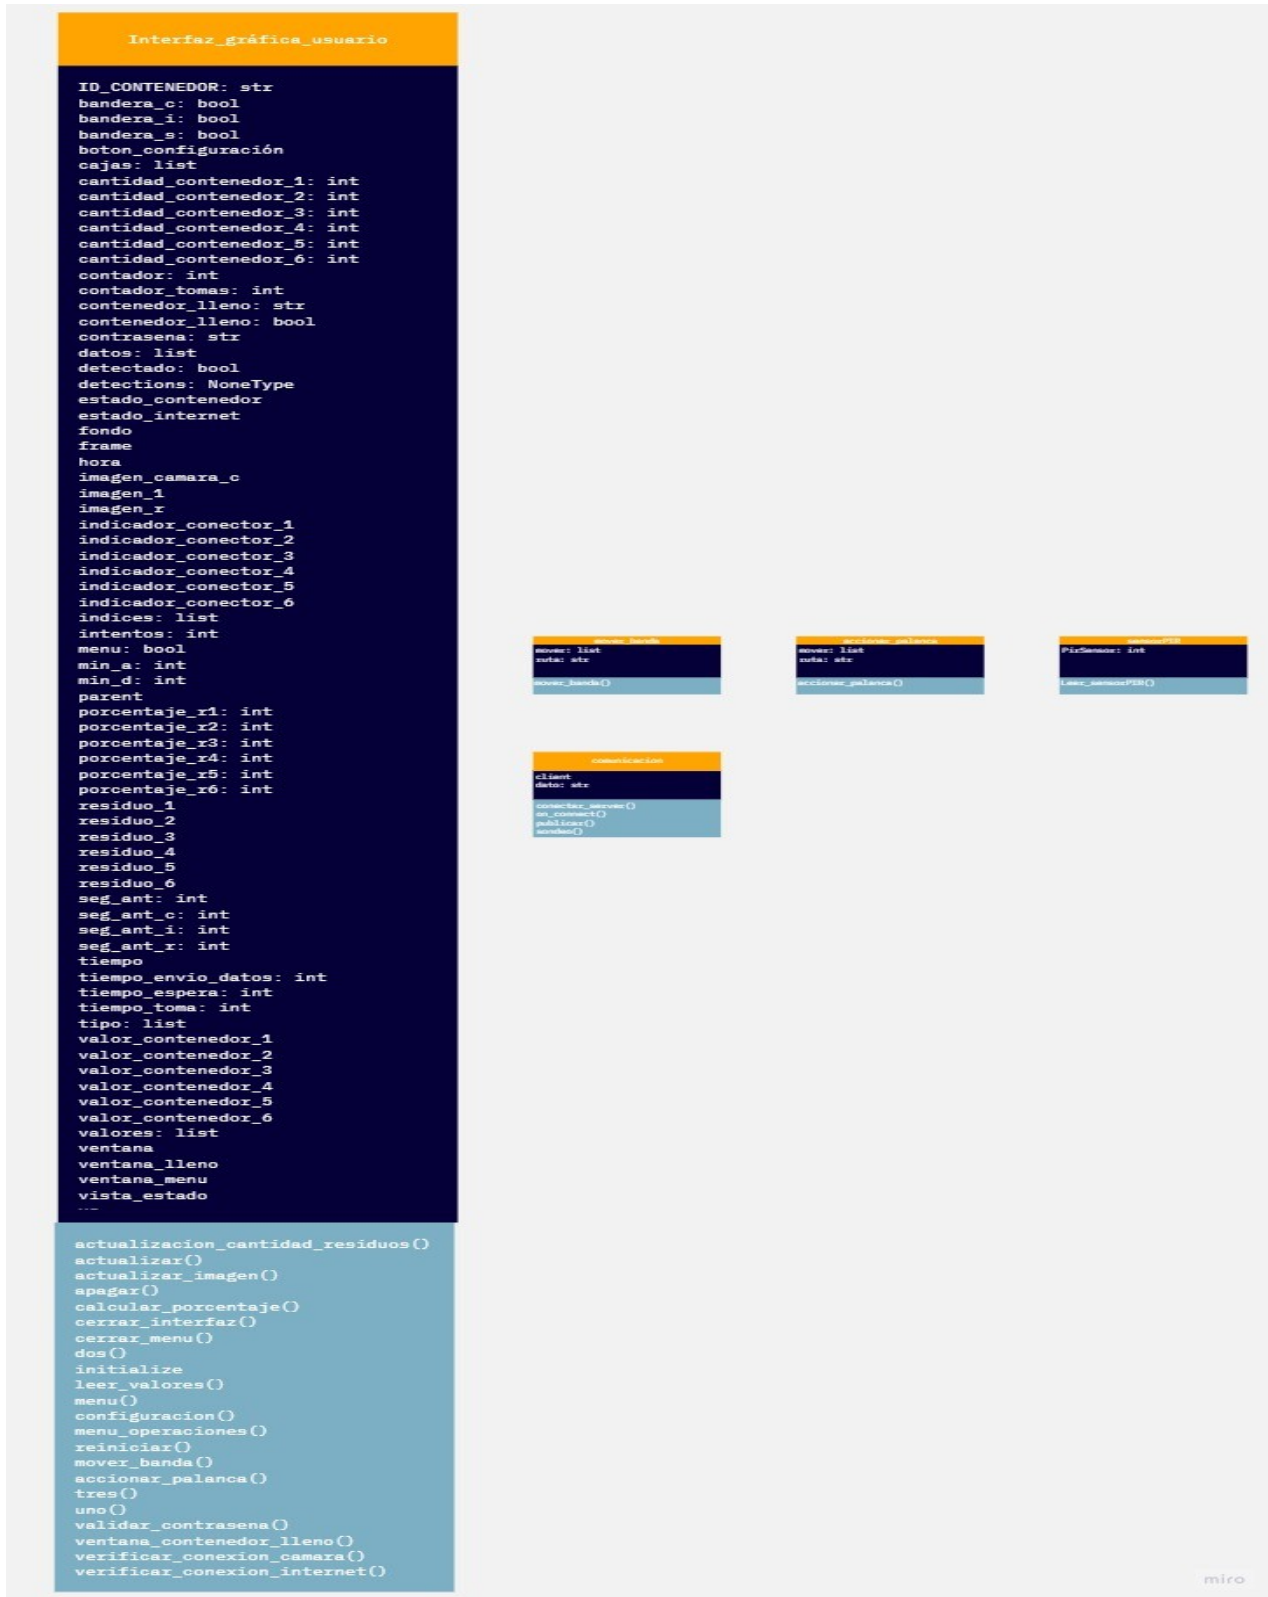 Interfaz_gráfica_usuario
ID_CONTENEDOR: str
bandera_c: bool
bandera_i: bool
bandera_s: bool
boton_configuración
cajas: list
cantidad_contenedor_1: int
cantidad_contenedor_2: int
cantidad_contenedor_3: int
cantidad_contenedor_4: int
cantidad_contenedor_5: int
cantidad_contenedor_6: int
contador: int
contador_tomas: int
contenedor_lleno: str
contenedor_lleno: bool
contrasena: str
datos: list
detectado: bool
detections: NoneType
estado_contenedor
estado_internet
fondo
frame
hora
imagen_camara_c
imagen_1
imagen_r
indicador_conector_1
indicador_conector_2
indicador_conector_3
indicador_conector_4
indicador_conector_5
indicador_conector_6
indices: list
intentos: int
menu: bool
min_a: int
min_d: int
parent
porcentaje_r1: int
porcentaje_r2: int
porcentaje_r3: int
porcentaje_r4: int
porcentaje_r5: int
porcentaje_r6: int
residuo_1
residuo_2
residuo_3
residuo_4
residuo_5
residuo_6
seg_ant: int
seg_ant_c: int
seg_ant_i: int
seg_ant_r: int
tiempo
tiempo_envio_datos: int
tiempo_espera: int
tiempo_toma: int
tipo: list
valor_contenedor_1
valor_contenedor_2
valor_contenedor_3
valor_contenedor_4
valor_contenedor_5
valor_contenedor_6
valores: list
ventana
ventana_lleno
ventana_menu
vista_estado
actualizacion_cantidad_residuos()
actualizar()
actualizar_imagen()
apagar()
calcular_porcentaje()
cerrar_interfaz()
cerrar_menu()
dos()
initialize
leer_valores()
menu()
configuracion()
menu_operaciones()
reiniciar()
mover_banda()
accionar_palanca()
tres()
uno()
validar_contrasena()
ventana_contenedor_lleno()
verificar_conexion_camara()
verificar_conexion_internet()
mover_banda
mover: list
ruta: str
mover_banda()
accionar_palanca
mover: list
ruta: str
accionar_palanca()
sensorPIR
PirSensor: int
Leer_sensorPIR()
comunicacion
client
dato: str
conectar_server()
on_connect()
publicar()
sondeo()
miro